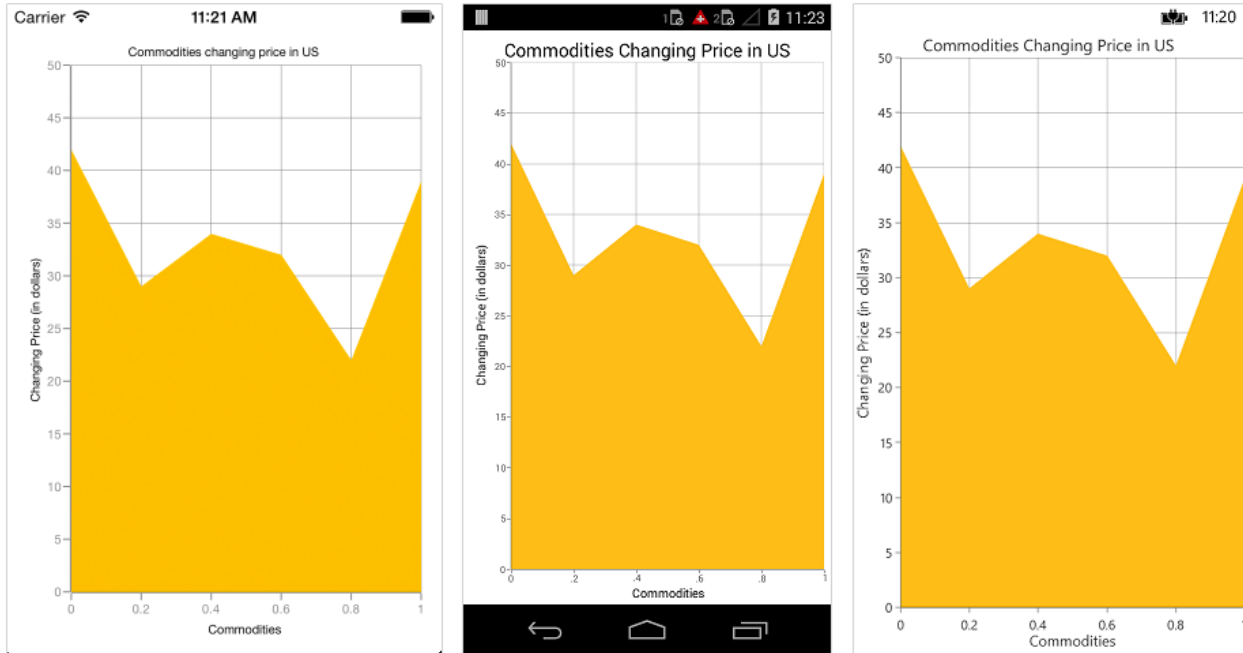 Carrier 11:21 AM
Commodities changing price in US
50
45
40
35
30
25
20
15
10
5
0
Changing Price (in dollars)
0 0.2 0.4 0.6 0.8 1
Commodities
1 2 11:23
Commodities Changing Price in US
50
45
40
35
30
25
20
15
10
5
0
Changing Price (in dollars)
0 .2 .4 .6 .8 1
Commodities
11:20
Commodities Changing Price in US
50
45
40
35
30
25
20
15
10
5
0
Changing Price (in dollars)
0 0.2 0.4 0.6 0.8
Commodities